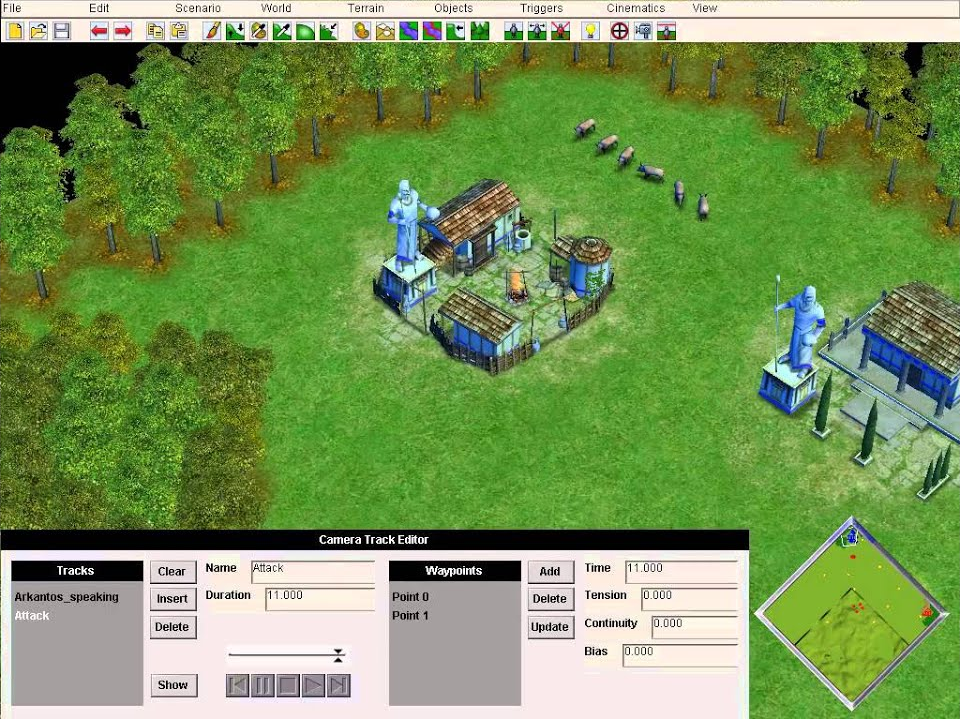 File Edit Scenario World Terrain Objects Triggers Cinematics View
Camera Track Editor
Tracks
Arkantos_speaking
Attack
Clear
Insert
Delete
Show
Name Attack
Duration 11.000
Waypoints
Point 0
Point 1
Add
Delete
Update
Time 11.000
Tension 0.000
Continuity 0.000
Bias 0.000